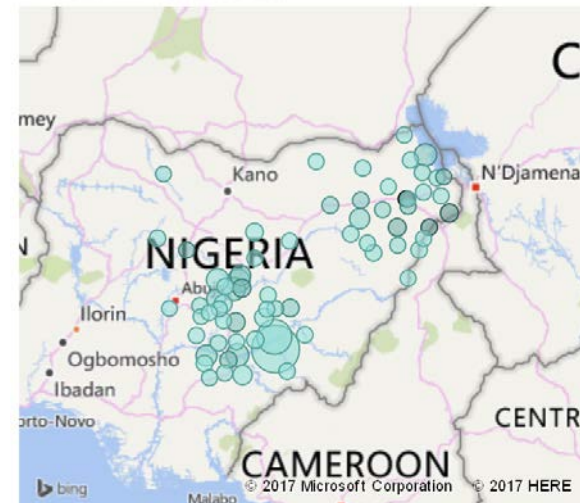 C
mey
Kano
N'Djamena
N
NIGERIA
Abu
Ilorin
Ogbomosho
Ibadan
orto-Novo
CENTR
CAMEROON
bing
© 2017 Microsoft Corporation © 2017 HERE
Malabo